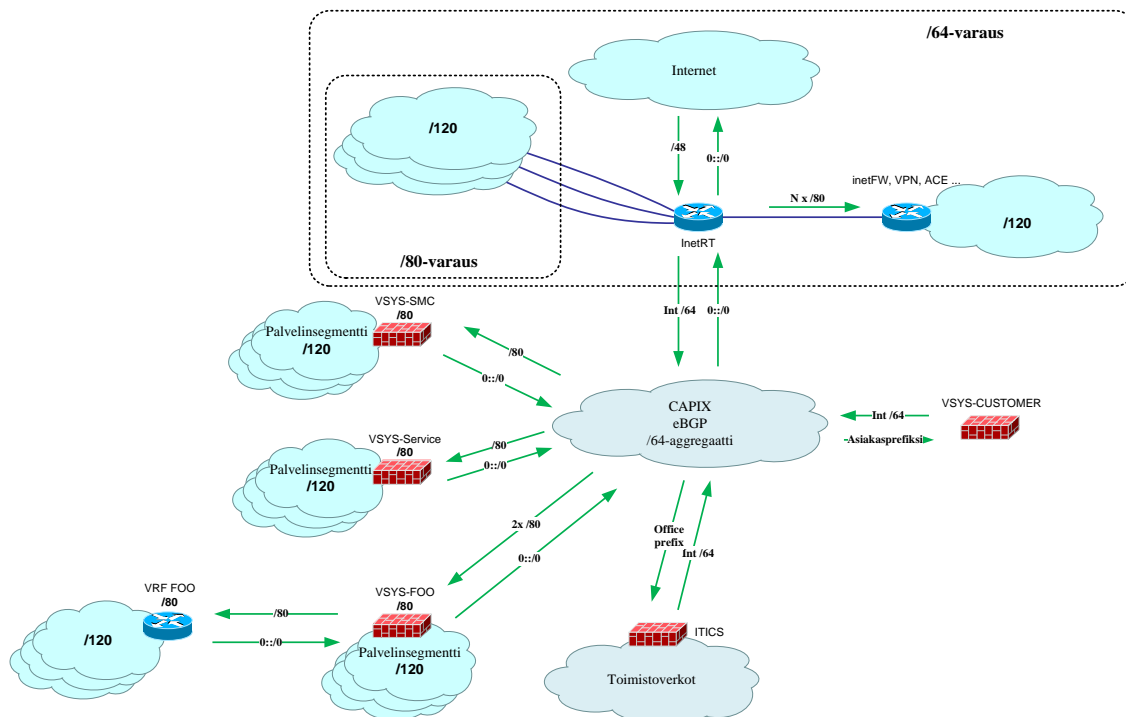 /64-varaus
Internet
/120
/48
0::/0
inetFW, VPN, ACE ...
N x /80
/120
InetRT
/80-varaus
VSYS-SMC
/80
Palvelinsegmentti
/120
Int /64
0::/0
/80
0::/0
CAPIX
eBGP
/64-aggregaatti
VSYS-CUSTOMER
Int /64
Asiakasprefiksi
VSYS-Service
/80
Palvelinsegmentti
/120
/80
0::/0
2x /80
0::/0
Office
prefix
Int /64
VRF FOO
/80
/120
/80
0::/0
VSYS-FOO
/80
Palvelinsegmentti
/120
ITICS
Toimistoverkot